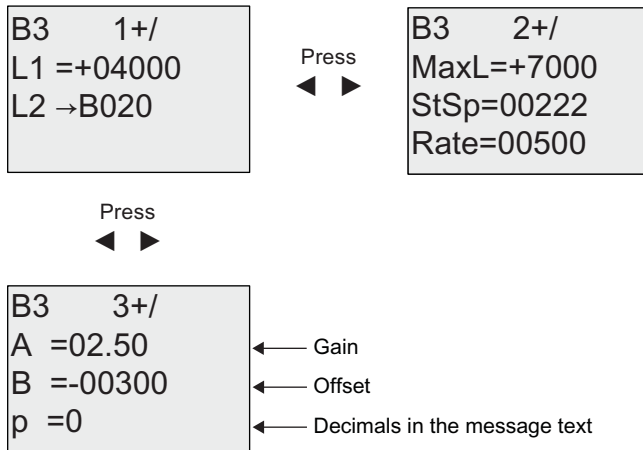 B3 1+/
L1 =+04000
L2 →B020
Press
◄ ►
B3 2+/
MaxL=+7000
StSp=00222
Rate=00500
Press
◄ ►
B3 3+/
A =02.50
Gain
B =-00300
Offset
p =0
Decimals in the message text